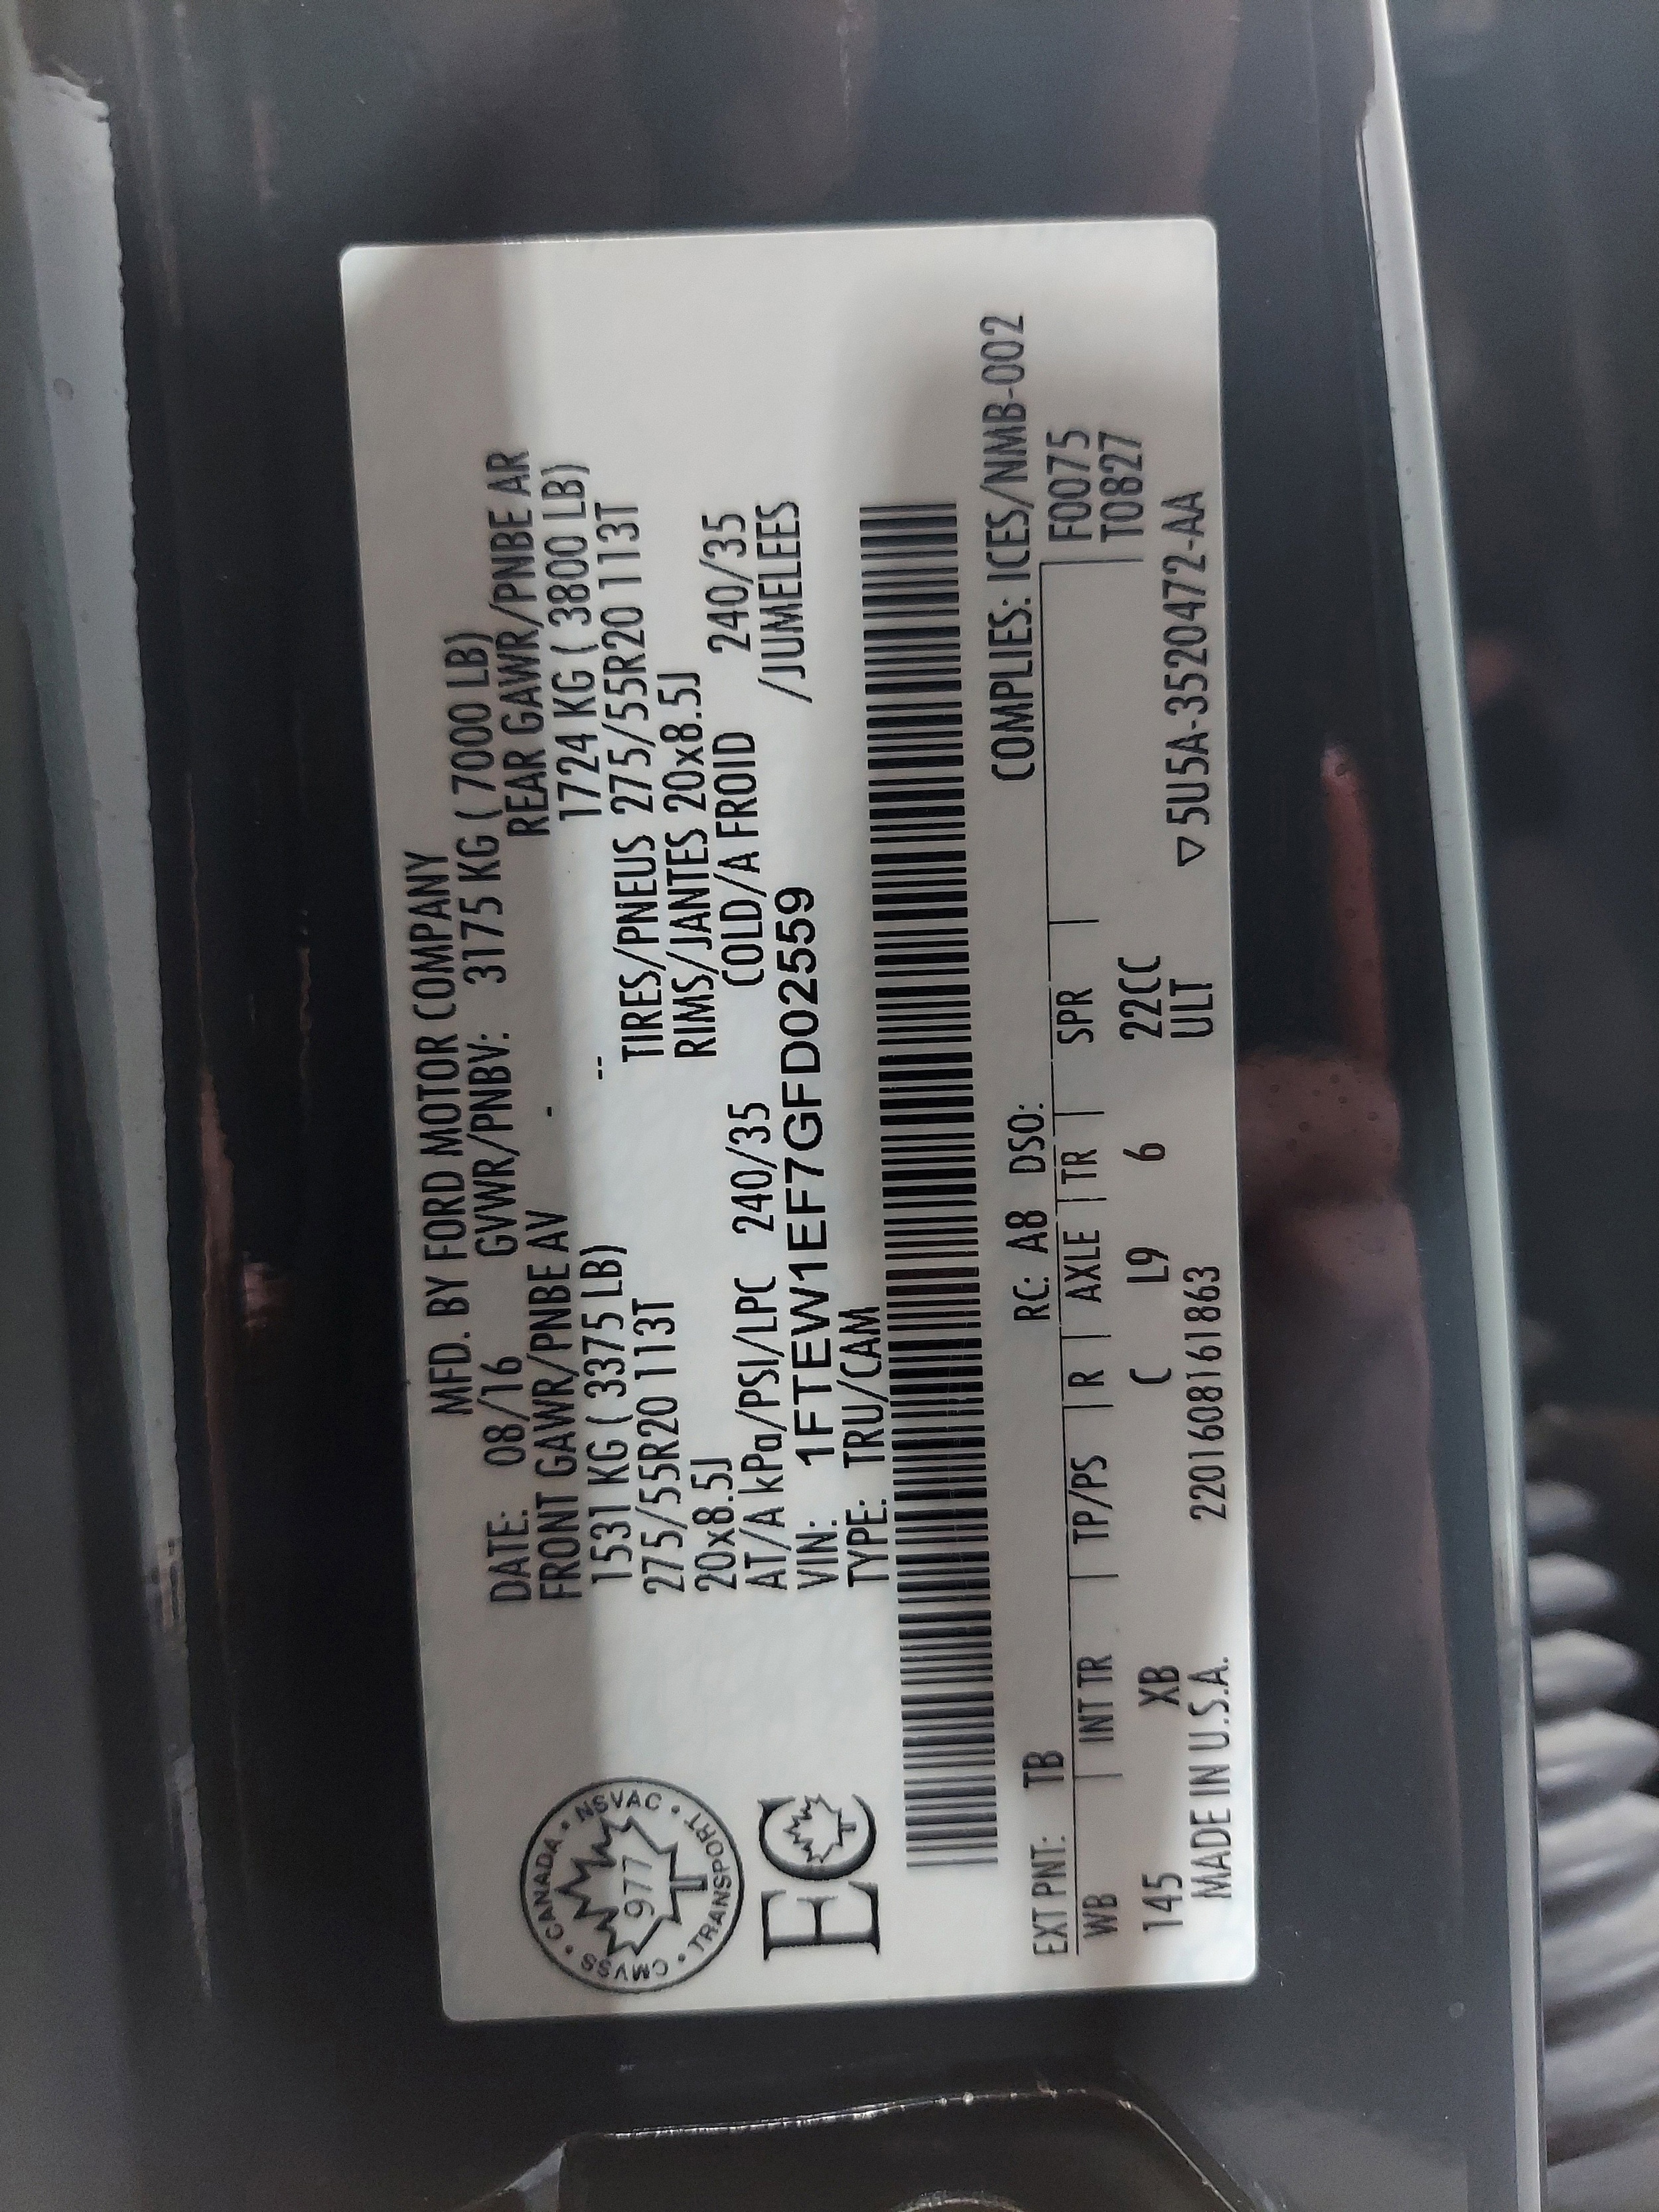 MFD. BY FORD MOTOR COMPANY
DATE: 08/16 GVWR/PNBV: 3175 KG ( 7000 LB)
FRONT GAWR/PNBE AV - REAR GAWR/PNBE AR
1531 KG ( 3375 LB) -- 1724 KG ( 3800 LB)
275/55R20 113T TIRES/PNEUS 275/55R20 113T
20x8.5J RIMS/JANTES 20x8.5J
AT/A kPa/PSI/LPC 240/35 COLD/A FROID 240/35
VIN: 1FTEW1EF7GFD02559 /JUMELEES
TYPE: TRU/CAM
CANADA • NSVAC • TRANSPORT • CMVSS •
977
EC
COMPLIES: ICES/NMB-002
EXT PNT: TB RC: AB DSO: F0075
WB INT TR TP/PS R AXLE TR SPR T0827
145 XB C L9 6 22CC
MADE IN U.S.A. 2201608161863 ULT ▽5U5A-3520472-AA